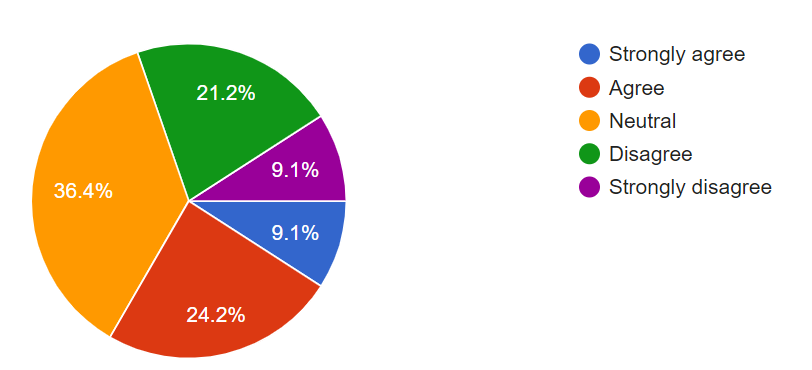 Strongly agree
Agree
Neutral
Disagree
Strongly disagree
21.2%
9.1%
36.4%
9.1%
24.2%